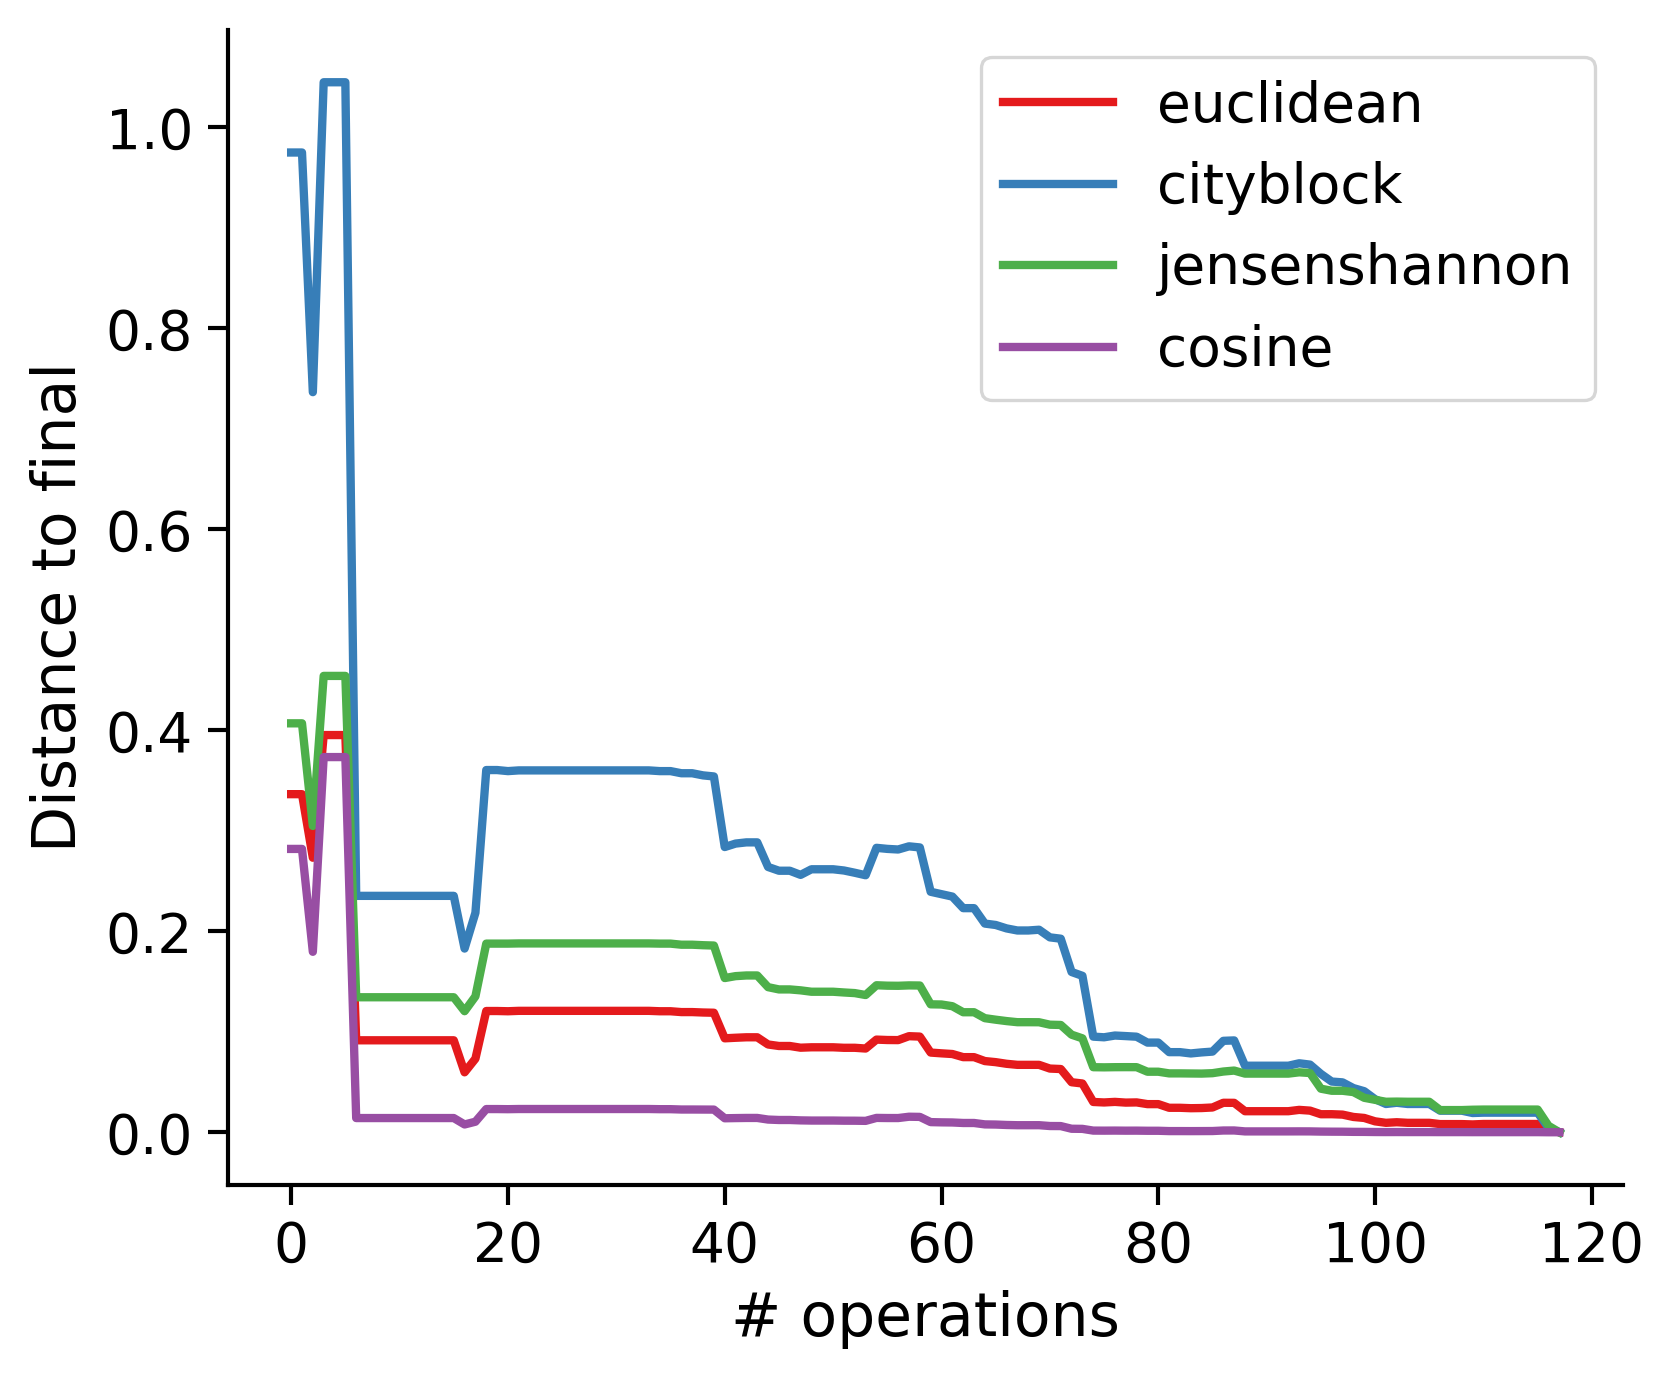 euclidean
cityblock
jensenshannon
cosine
Distance to final
1.0
0.8
0.6
0.4
0.2
0.0
0 20 40 60 80 100 120
# operations